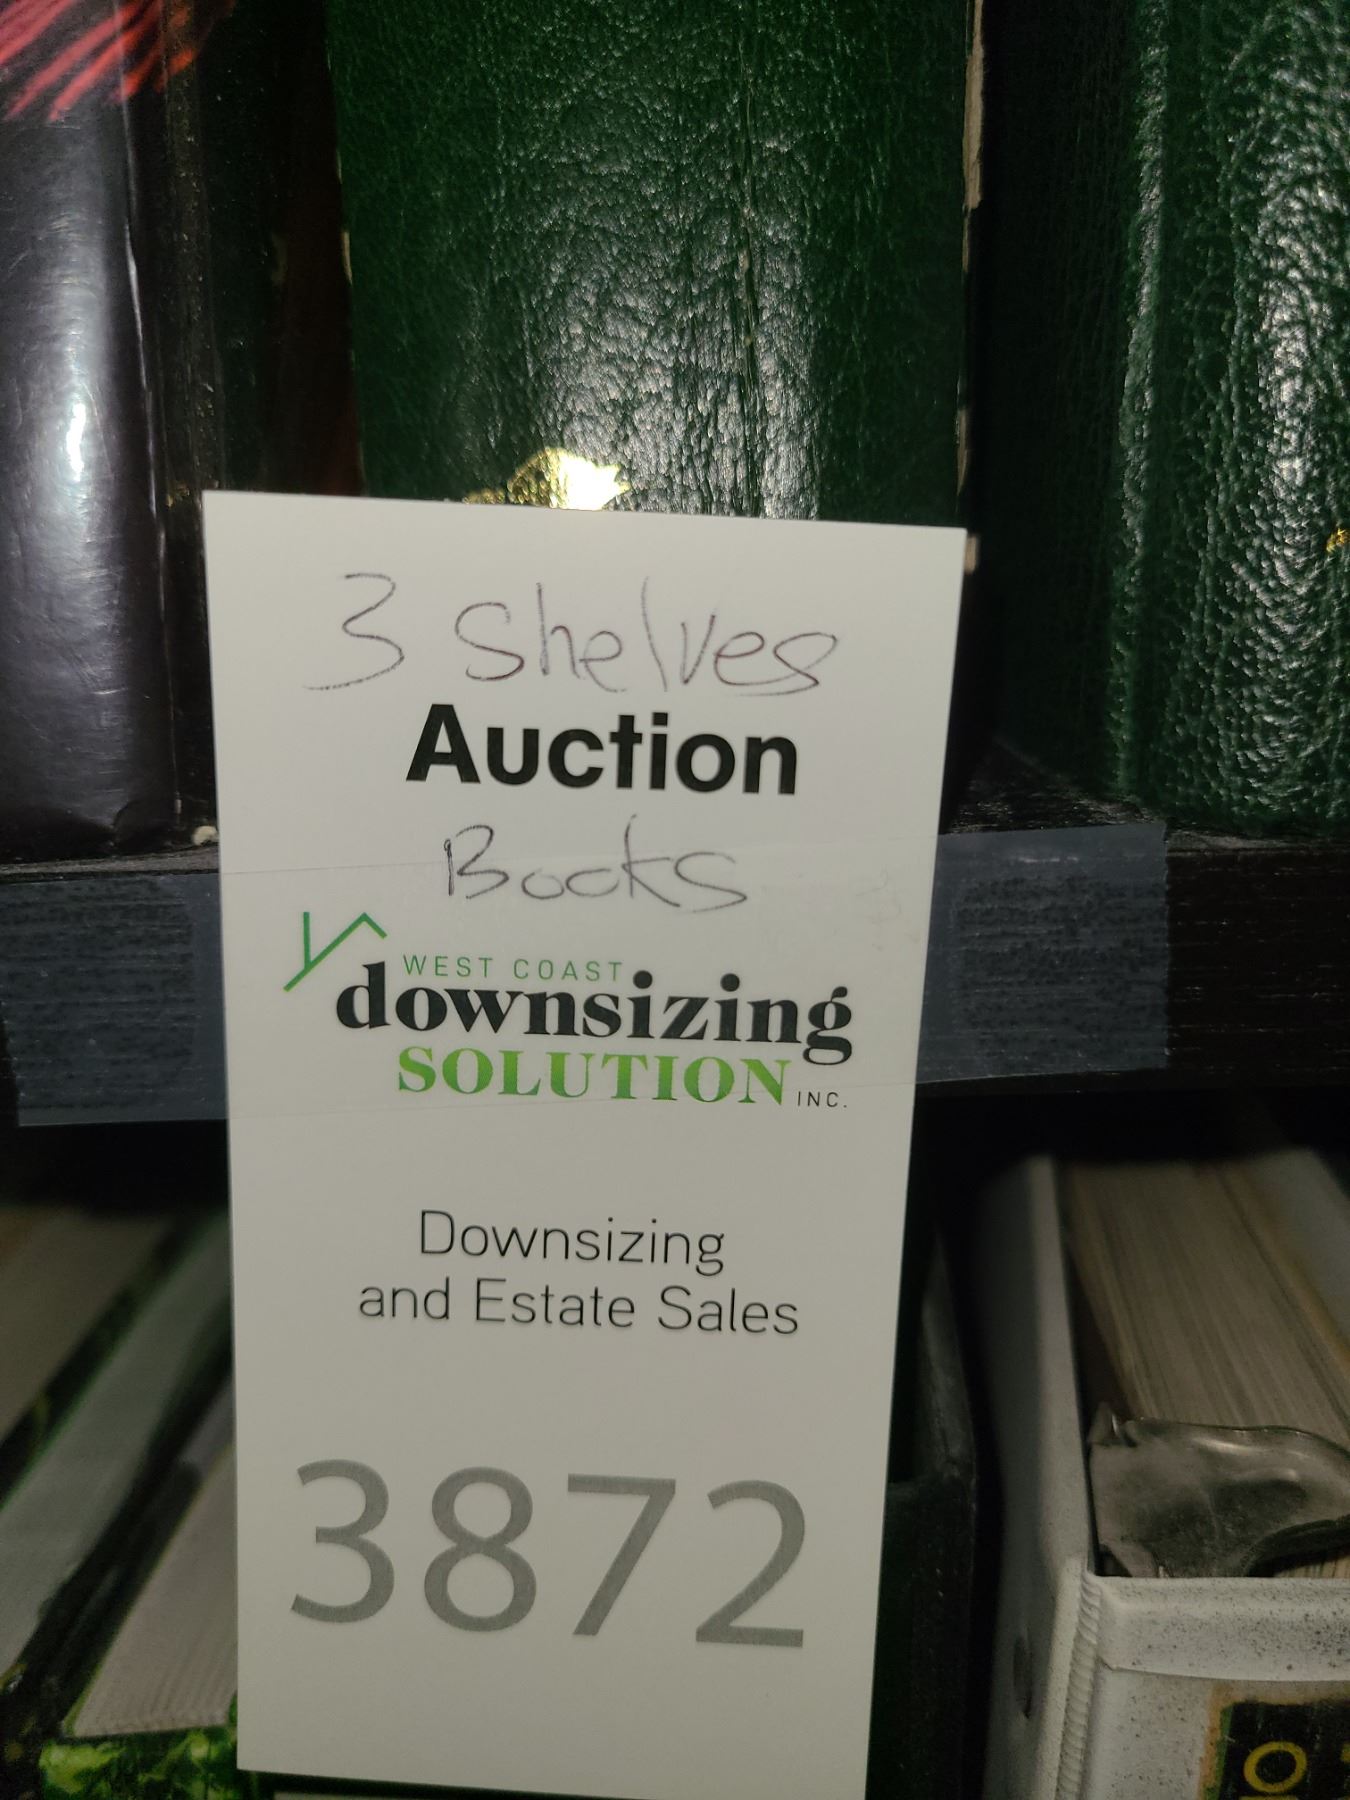 3 Shelves
Auction
Books
WEST COAST
downsizing
SOLUTION INC.
Downsizing
and Estate Sales
3872